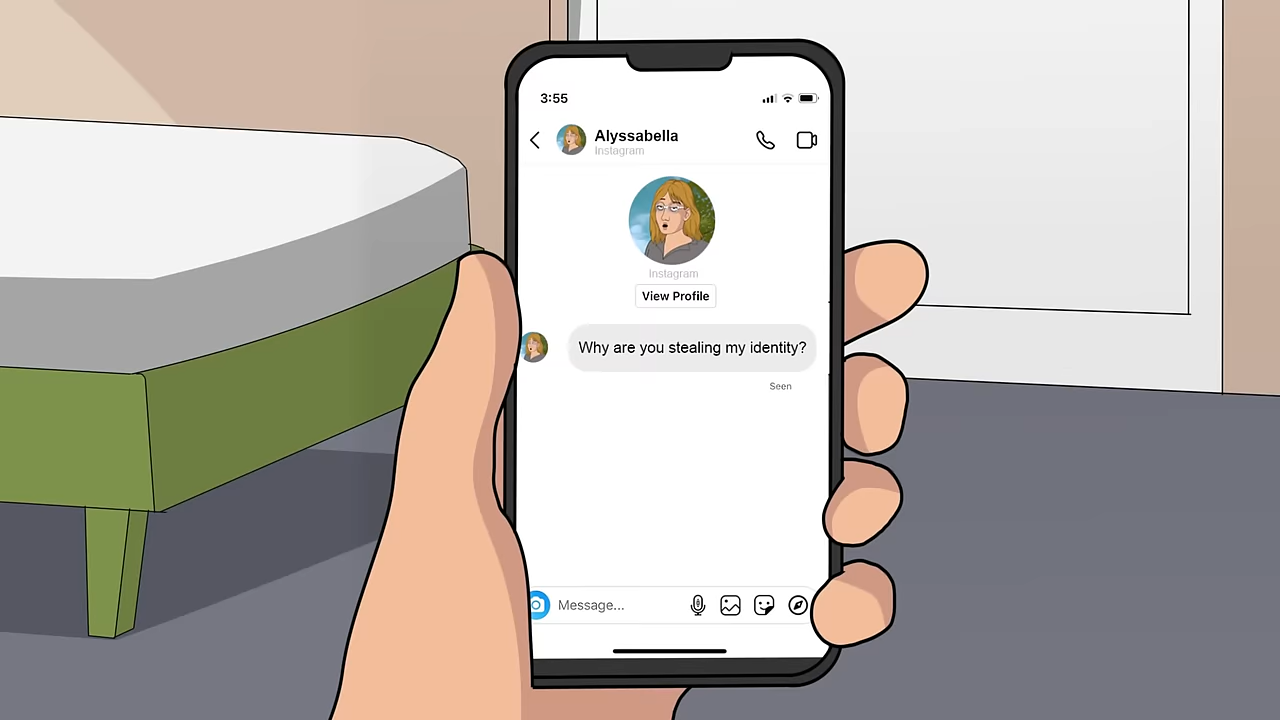 3:55
Alyssabella
Instagram
Instagram
View Profile
Why are you stealing my identity?
Seen
Message...